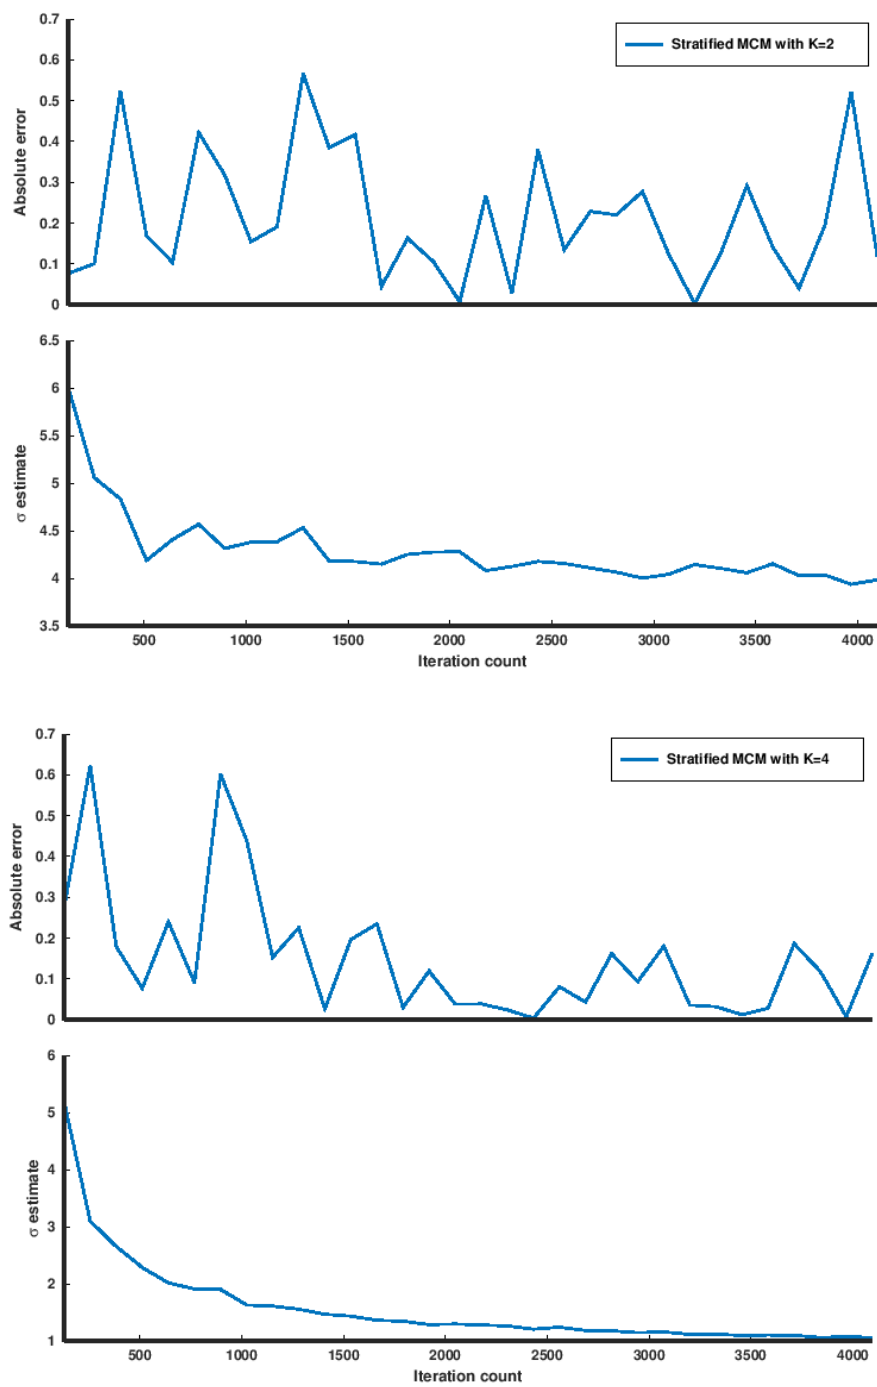 0.7
Stratified MCM with K=2
0.6
0.5
0.4
0.3
0.2
0.1
0
Absolute error
6.5
6
5.5
5
4.5
4
3.5
σ estimate
500 1000 1500 2000 2500 3000 3500 4000
Iteration count
0.7
Stratified MCM with K=4
0.6
0.5
0.4
0.3
0.2
0.1
0
Absolute error
6
5
4
3
2
1
σ estimate
500 1000 1500 2000 2500 3000 3500 4000
Iteration count